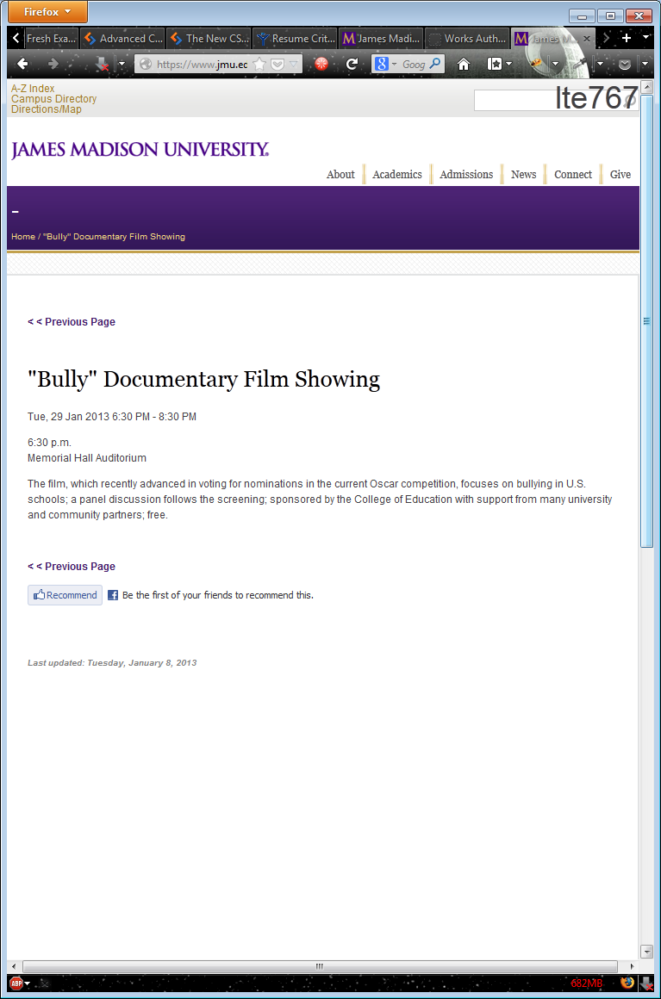 Firefox
Fresh Exa...
Advanced C...
The New CS...
Resume Crit...
James Madi...
Works Auth...
James M...
https://www.jmu.ed
Goog
A-Z Index
Campus Directory
Directions/Map
lte767
JAMES MADISON UNIVERSITY.
About
Academics
Admissions
News
Connect
Give
-
Home / "Bully" Documentary Film Showing
< < Previous Page
"Bully" Documentary Film Showing
Tue, 29 Jan 2013 6:30 PM - 8:30 PM
6:30 p.m.
Memorial Hall Auditorium
The film, which recently advanced in voting for nominations in the current Oscar competition, focuses on bullying in U.S.
schools; a panel discussion follows the screening; sponsored by the College of Education with support from many university
and community partners; free.
< < Previous Page
Recommend
Be the first of your friends to recommend this.
Last updated: Tuesday, January 8, 2013
ABP
682MB